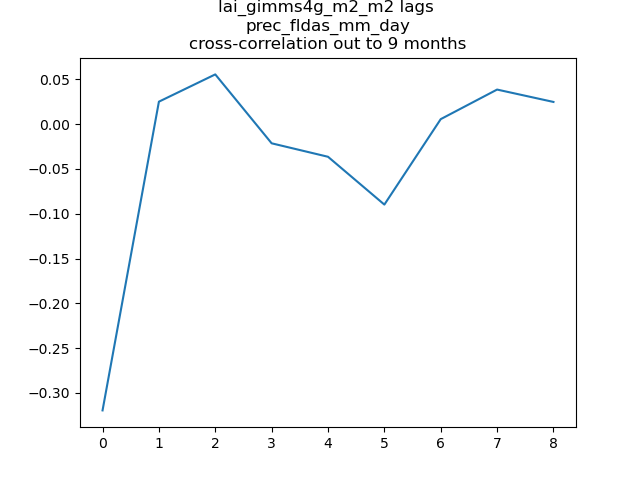 lai_gimms4g_m2_m2 lags
prec_fldas_mm_day
cross-correlation out to 9 months
0.05
0.00
−0.05
−0.10
−0.15
−0.20
−0.25
−0.30
0 1 2 3 4 5 6 7 8